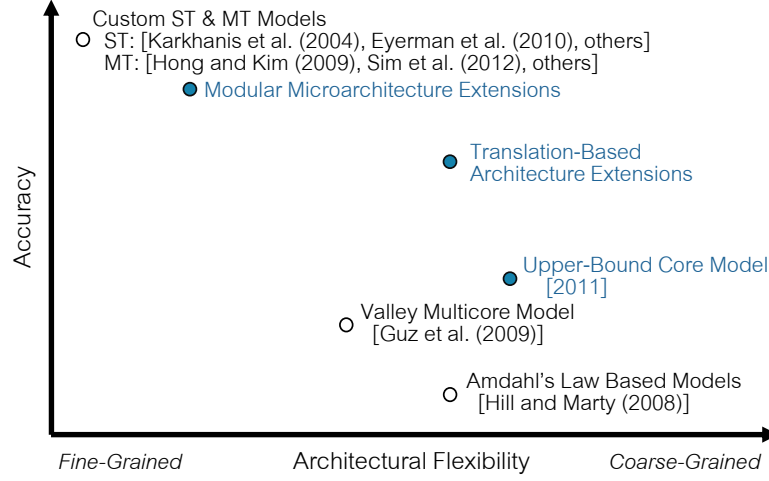 Custom ST & MT Models
ST: [Karkhanis et al. (2004), Eyerman et al. (2010), others]
MT: [Hong and Kim (2009), Sim et al. 2012), others]
Modular Microarchitecture Extensions
Translation-Based
Architecture Extensions
Accuracy
Upper-Bound Core Model
[2011]
Valley Multicore Model
[Guz et al. (2009)]
Amdahl's Law Based Models
[Hill and Marty (2008)]
Fine-Grained
Architectural Flexibility
Coarse-Grained